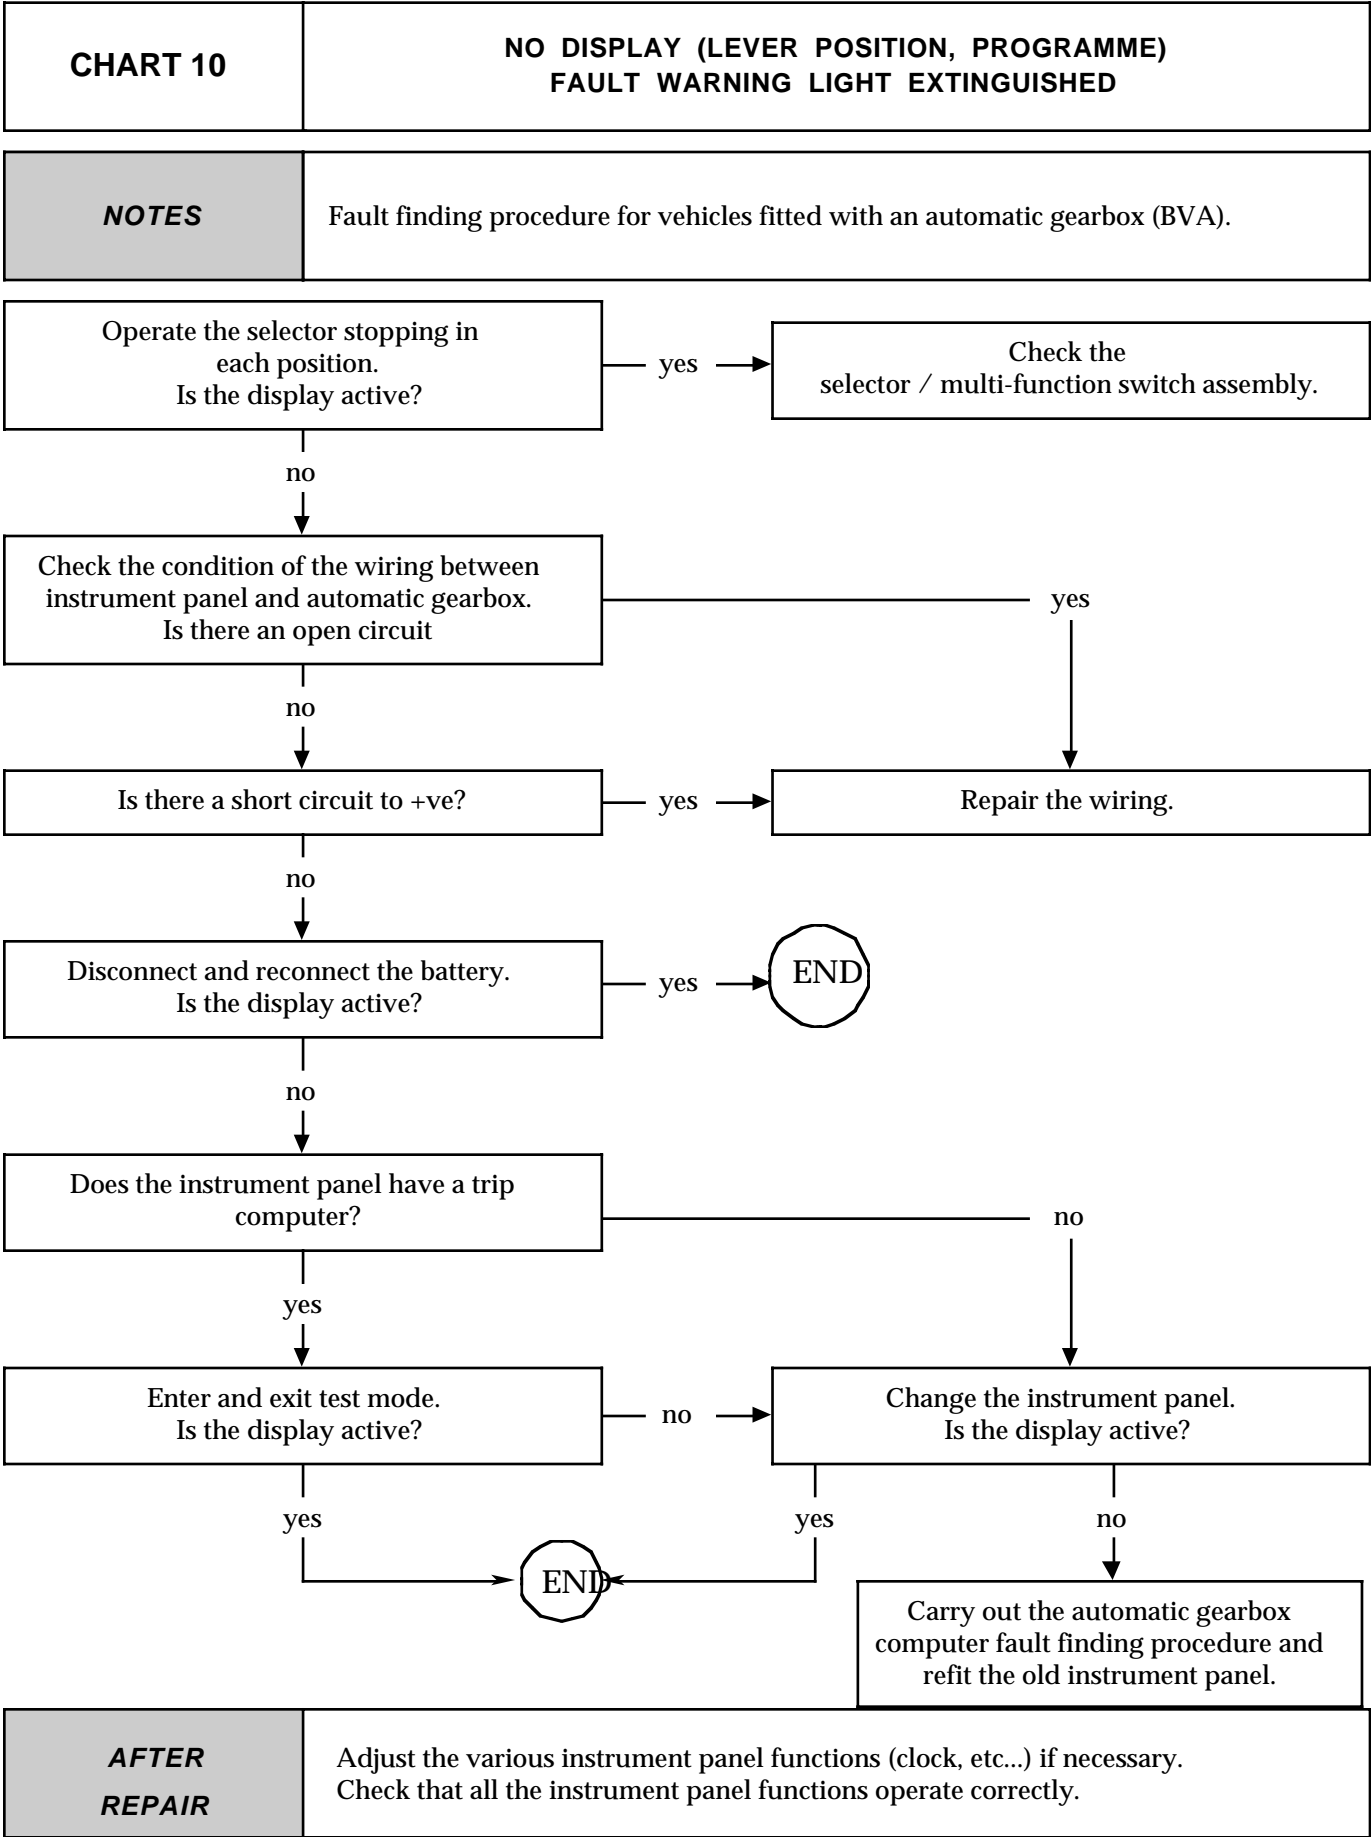 CHART 10
NO DISPLAY (LEVER POSITION, PROGRAMME)
FAULT WARNING LIGHT EXTINGUISHED
NOTES
Fault finding procedure for vehicles fitted with an automatic gearbox (BVA).
Operate the selector stopping in
each position.
Is the display active?
yes
Check the
selector / multi-function switch assembly.
no
Check the condition of the wiring between
instrument panel and automatic gearbox.
Is there an open circuit
yes
no
Is there a short circuit to +ve?
yes
Repair the wiring.
no
Disconnect and reconnect the battery.
Is the display active?
yes
END
no
Does the instrument panel have a trip
computer?
no
yes
Enter and exit test mode.
Is the display active?
no
Change the instrument panel.
Is the display active?
yes
yes
no
END
Carry out the automatic gearbox
computer fault finding procedure and
refit the old instrument panel.
AFTER
REPAIR
Adjust the various instrument panel functions (clock, etc...) if necessary.
Check that all the instrument panel functions operate correctly.